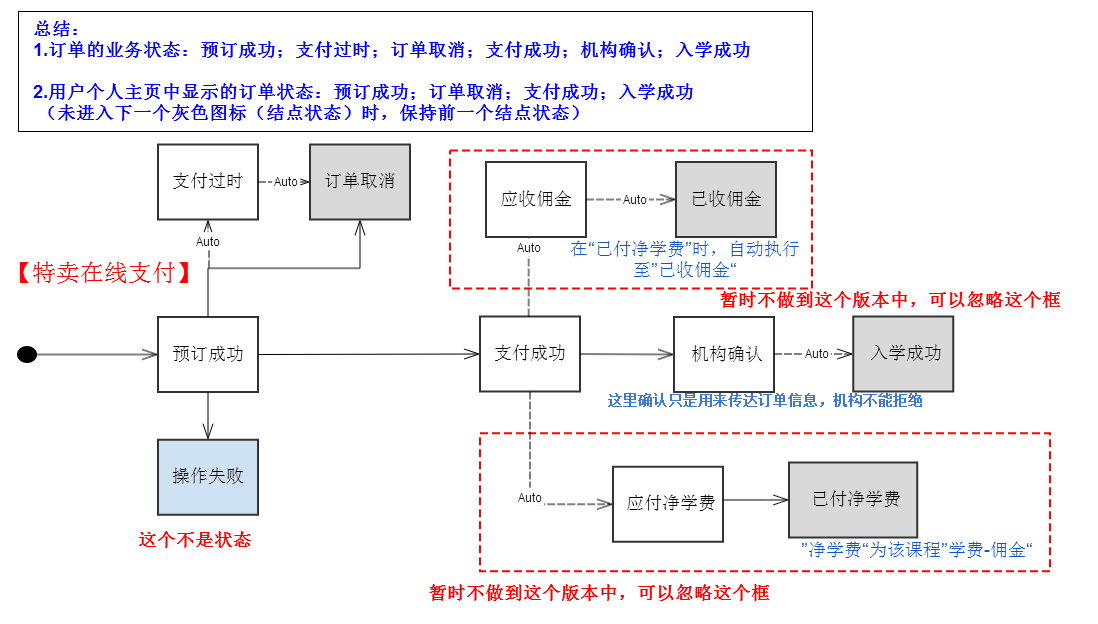 总结：
1.订单的业务状态：预订成功；支付过时；订单取消；支付成功；机构确认；入学成功
2.用户个人主页中显示的订单状态：预订成功；订单取消；支付成功；入学成功
（未进入下一个灰色图标（结点状态）时，保持前一个结点状态）
支付过时
Auto
订单取消
应收佣金
Auto
已收佣金
Auto
Auto
在“已付净学费”时，自动执行
至”已收佣金“
【特卖在线支付】
暂时不做到这个版本中，可以忽略这个框
预订成功
支付成功
机构确认
Auto
入学成功
这里确认只是用来传达订单信息，机构不能拒绝
操作失败
这个不是状态
Auto
应付净学费
已付净学费
”净学费“为该课程”学费-佣金“
暂时不做到这个版本中，可以忽略这个框